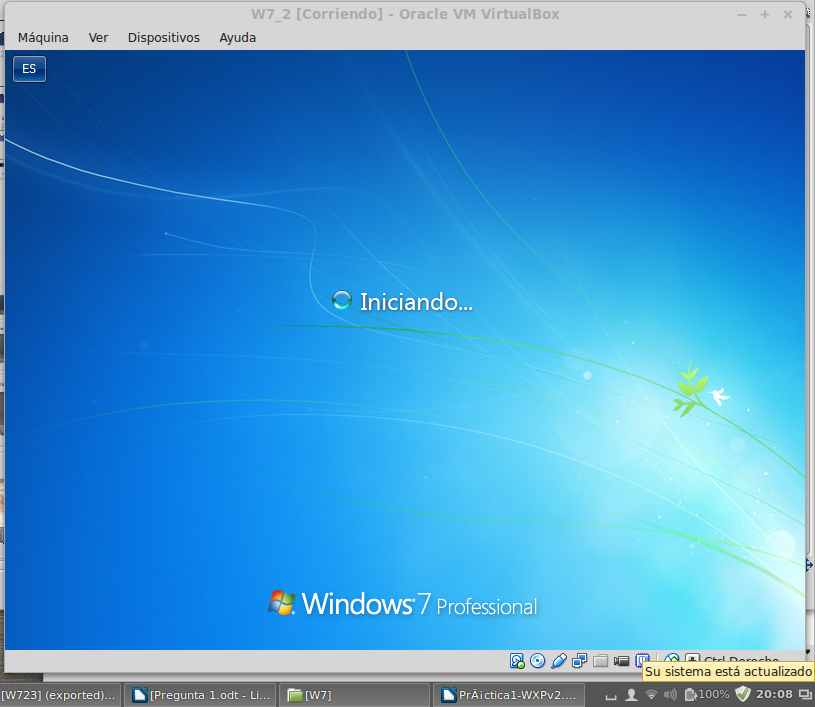 W7_2 [Corriendo] - Oracle VM VirtualBox
Máquina Ver Dispositivos Ayuda
ES
Iniciando...
Windows 7 Professional
Ctrl Derecho
Su sistema está actualizado
[W723] (exported)... [Pregunta 1.odt - Li... [W7] PrÃ¡ctica1-WXPv2.... 100% 20:08